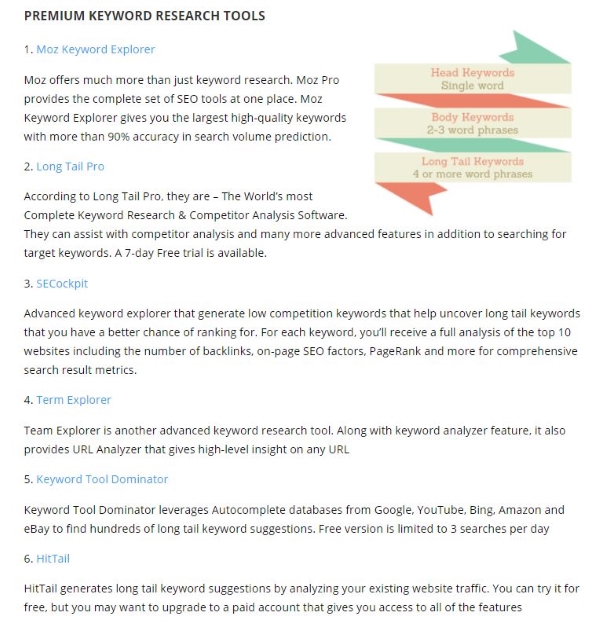 PREMIUM KEYWORD RESEARCH TOOLS
1. Moz Keyword Explorer
Moz offers much more than just keyword research. Moz Pro
provides the complete set of SEO tools at one place. Moz
Keyword Explorer gives you the largest high-quality keywords
with more than 90% accuracy in search volume prediction.
Head Keywords
Single word
Body Keywords
2-3 word phrases
Long Tail Keywords
4 or more word phrases
2. Long Tail Pro
According to Long Tail Pro, they are – The World's most
Complete Keyword Research & Competitor Analysis Software.
They can assist with competitor analysis and many more advanced features in addition to searching for
target keywords. A 7-day Free trial is available.
3. SECockpit
Advanced keyword explorer that generate low competition keywords that help uncover long tail keywords
that you have a better chance of ranking for. For each keyword, you'll receive a full analysis of the top 10
websites including the number of backlinks, on-page SEO factors, PageRank and more for comprehensive
search result metrics.
4. Term Explorer
Team Explorer is another advanced keyword research tool. Along with keyword analyzer feature, it also
provides URL Analyzer that gives high-level insight on any URL
5. Keyword Tool Dominator
Keyword Tool Dominator leverages Autocomplete databases from Google, YouTube, Bing, Amazon and
eBay to find hundreds of long tail keyword suggestions. Free version is limited to 3 searches per day
6. HitTail
HitTail generates long tail keyword suggestions by analyzing your existing website traffic. You can try it for
free, but you may want to upgrade to a paid account that gives you access to all of the features